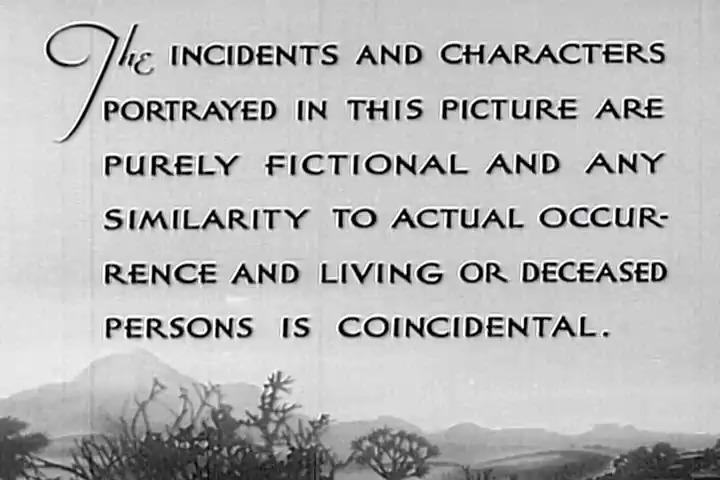 The INCIDENTS AND CHARACTERS
PORTRAYED IN THIS PICTURE ARE
PURELY FICTIONAL AND ANY
SIMILARITY TO ACTUAL OCCUR-
RENCE AND LIVING OR DECEASED
PERSONS IS COINCIDENTAL.